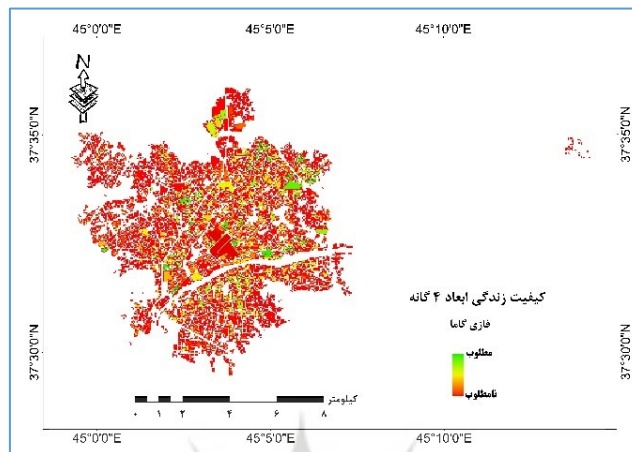 45°0'0"E 45°5'0"E 45°10'0"E
N
37°35'0"N 37°35'0"N
کیفیت زندگی ابعاد ۴ گانه
فازی گاما
مطلوب
نامطلوب
37°30'0"N 37°30'0"N
کیلومتر
۰ ۱ ۲ ۴ ۶ ۸
45°0'0"E 45°5'0"E 45°10'0"E